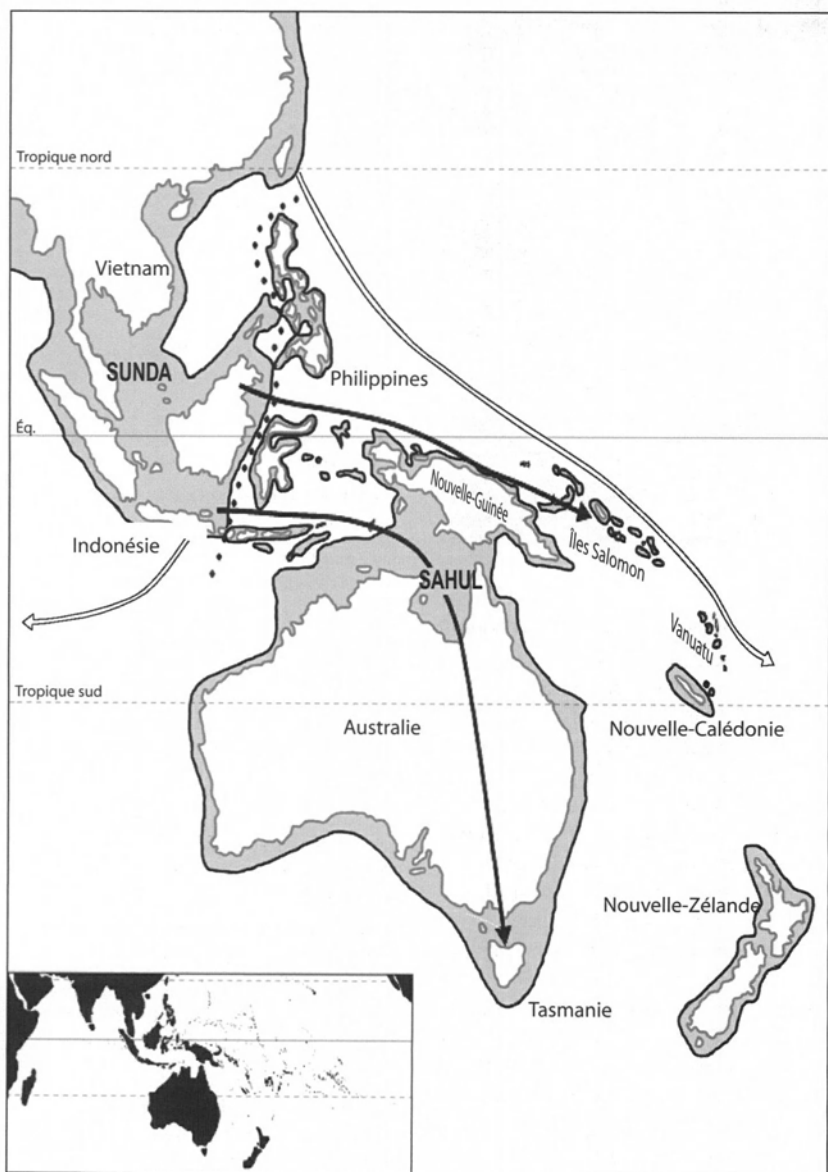 Tropique nord
Vietnam
SUNDA
Philippines
Éq.
Nouvelle-Guinée
Indonésie
Îles Salomon
SAHUL
Vanuatu
Tropique sud
Australie
Nouvelle-Calédonie
Nouvelle-Zélande
Tasmanie